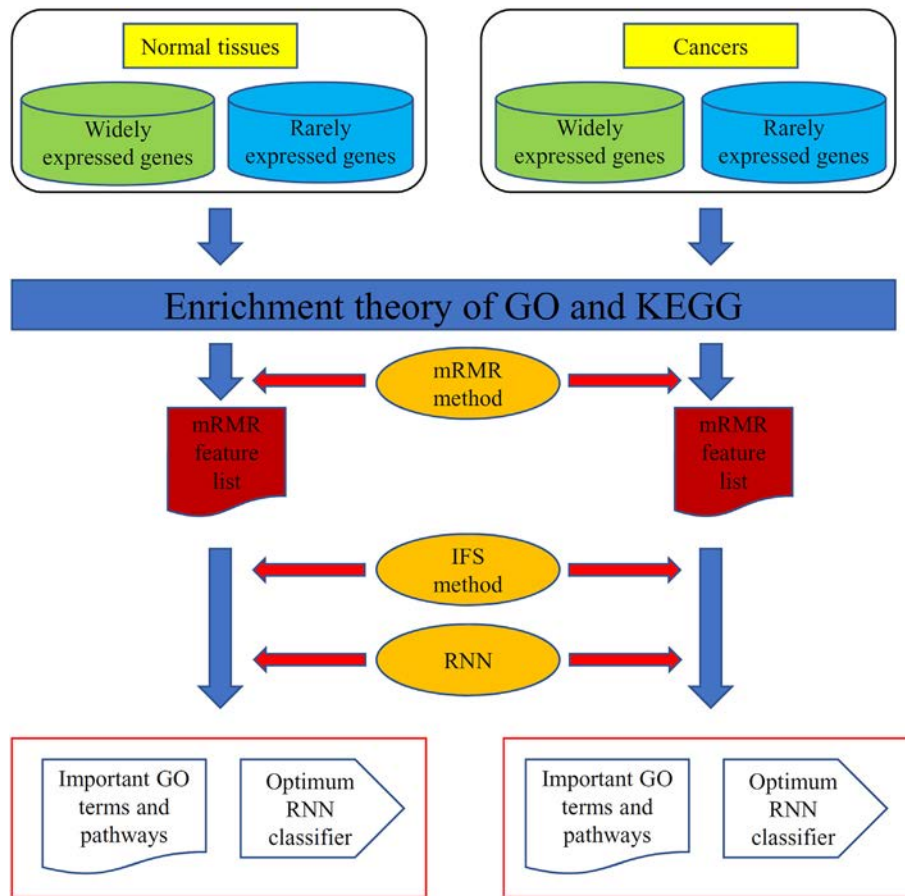 Normal tissues
Cancers
Widely
expressed genes
Rarely
expressed genes
Widely
expressed genes
Rarely
expressed genes
Enrichment theory of GO and KEGG
mRMR
method
mRMR
feature
list
mRMR
feature
list
IFS
method
RNN
Important GO
terms and
pathways
Optimum
RNN
classifier
Important GO
terms and
pathways
Optimum
RNN
classifier